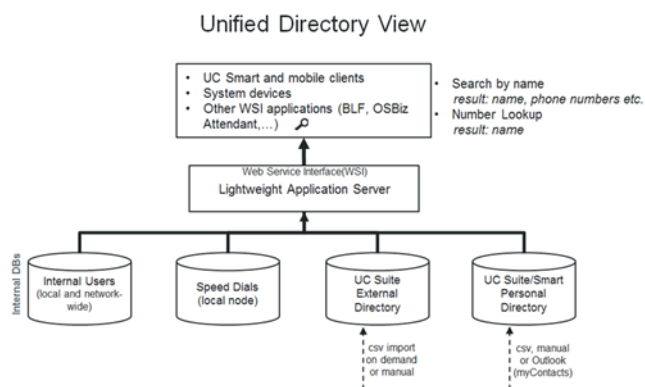 Unified Directory View
• UC Smart and mobile clients
• System devices
• Other WSI applications (BLF, OSBiz
Attendant,…)
• Search by name
result: name, phone numbers etc.
• Number Lookup
result: name
Web Service Interface(WSI)
Lightweight Application Server
Internal DBs
Internal Users
(local and network-
wide)
Speed Dials
(local node)
UC Suite
External
Directory
UC Suite/Smart
Personal
Directory
csv import
on demand
or manual
csv, manual
or Outlook
(myContacts)